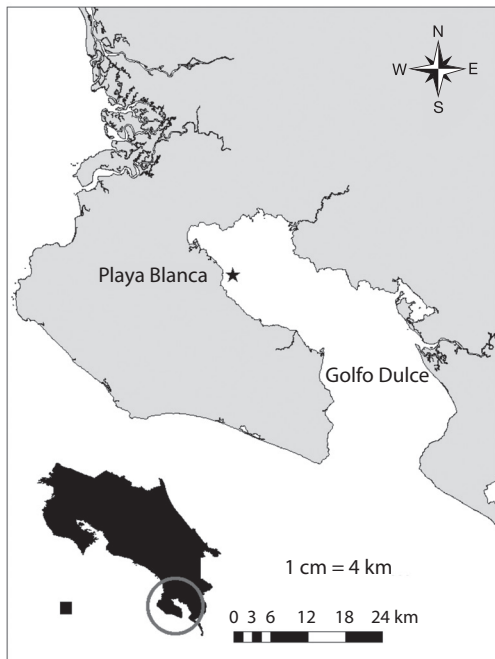 N
W E
S
Playa Blanca
Golfo Dulce
1 cm = 4 km
0 3 6 12 18 24 km